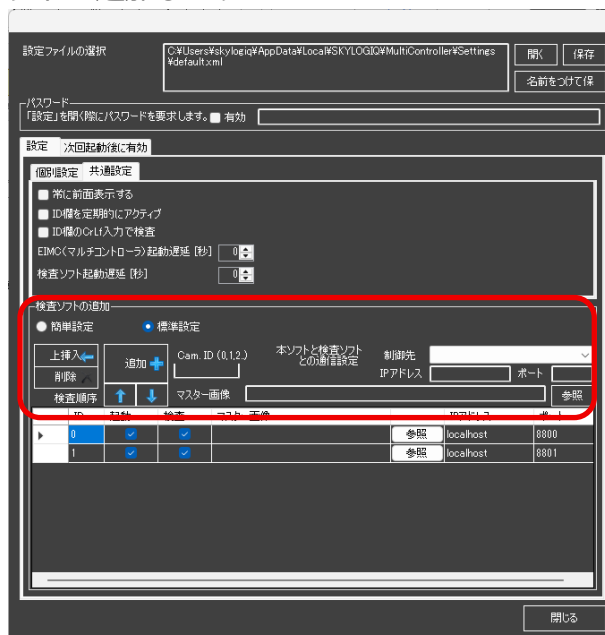 設定ファイルの選択
C:¥Users¥skylogiq¥AppData¥Local¥SKYLOGIQ¥MultiController¥Settings
¥default.xml
開く 保存
名前をつけて保
パスワード
「設定」を開く際にパスワードを要求します。 有効
設定 次回起動後に有効
個別設定 共通設定
常に前面表示する
ID欄を定期的にアクティブ
ID欄のCrLf入力で検査
EIMC(マルチコントローラ)起動遅延 [秒] 0
検査ソフト起動遅延 [秒] 0
検査ソフトの追加
簡単設定 標準設定
上挿入 追加 Cam. ID (0,1,2.) 本ソフトと検査ソフト
との通信設定 制御先
削除 IPアドレス ポート
検査順序 マスター画像 参照
ID 起動 検査 マスター画像 IPアドレス ポート
0 参照 localhost 8800
1 参照 localhost 8801
閉じる